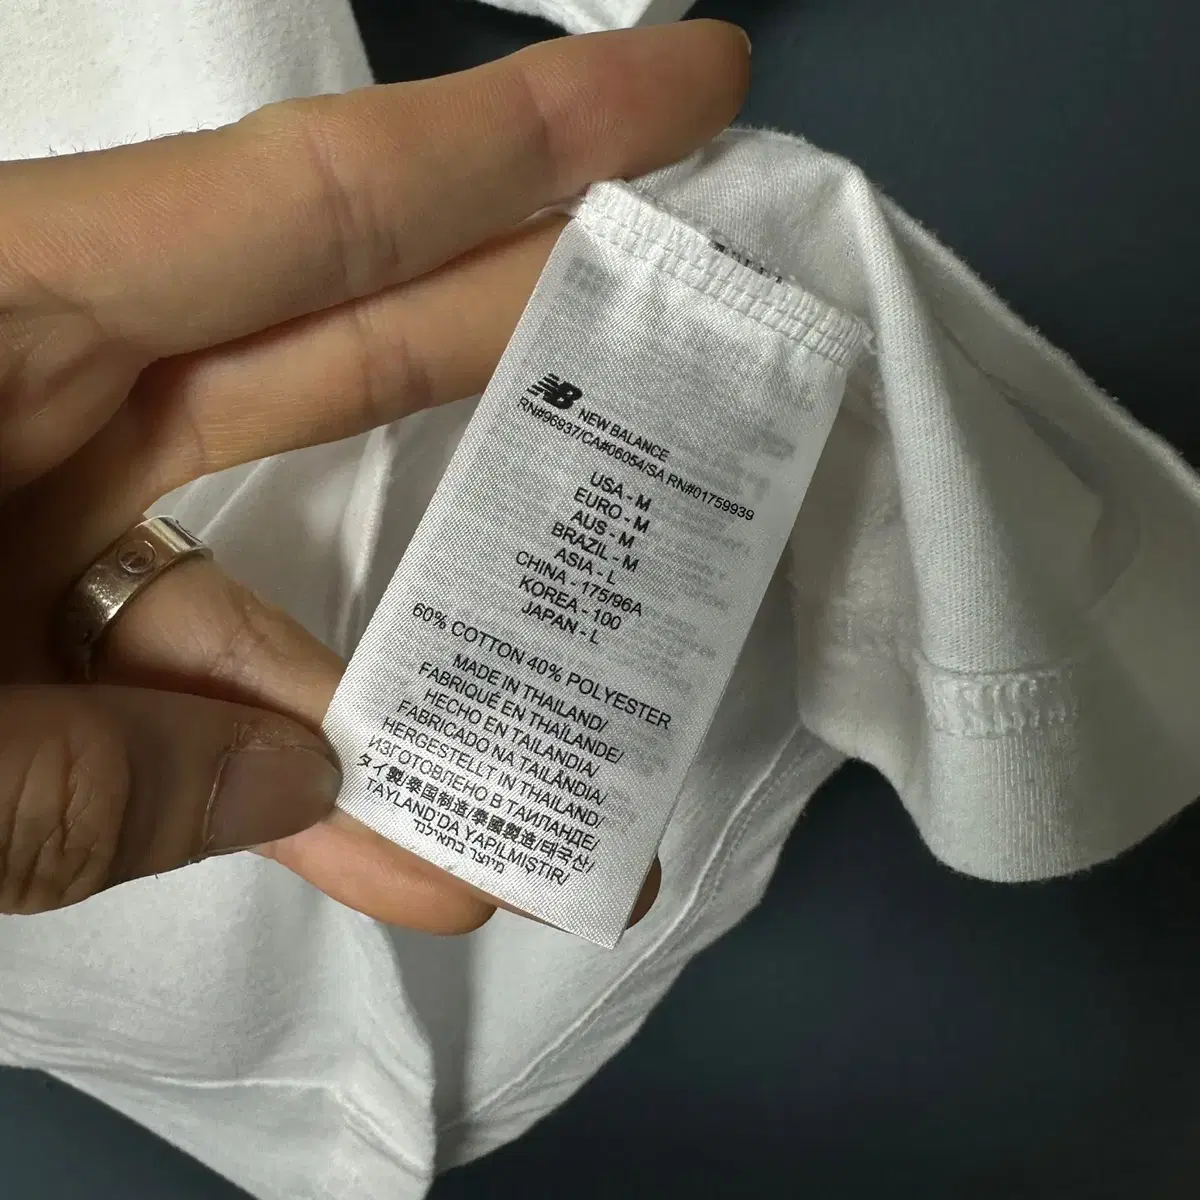 NB NEW BALANCE
RN#96937/CA#06054/SA RN#01759939
USA - M
EURO - M
AUS - M
BRAZIL - M
ASIA - L
CHINA - 175/96A
KOREA - 100
JAPAN - L
60% COTTON 40% POLYESTER
MADE IN THAILAND/
FABRIQUÉ EN THAÏLANDE/
HECHO EN TAILANDIA/
FABRICADO NA TAILÂNDIA/
HERGESTELLT IN THAILAND/
ИЗГОТОВЛЕНО В ТАИЛАНДЕ/
タイ製/泰国制造/泰國製造/태국산/
TAYLAND'DA YAPILMIŞTIR/
מיוצר בתאילנד